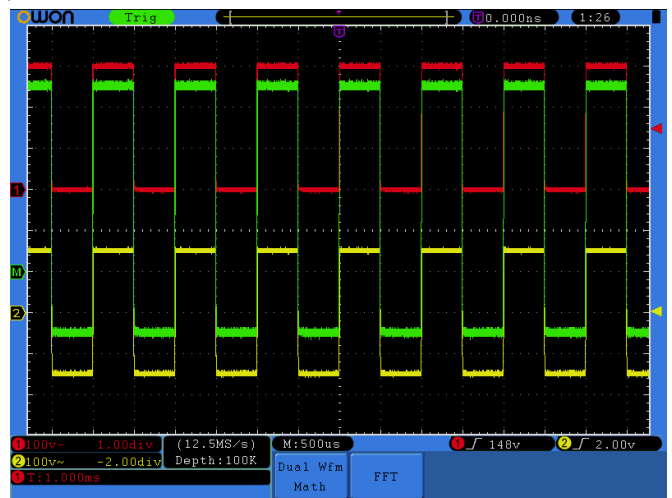 OWON Trig T 0.000ns 1:26
T
1
M
2
1 100v~ 1.00div (12.5MS/s) M:500us 1 148v 2 2.00v
2 100v~ -2.00div Depth:100K
1 T:1.000ms
Dual Wfm
Math
FFT